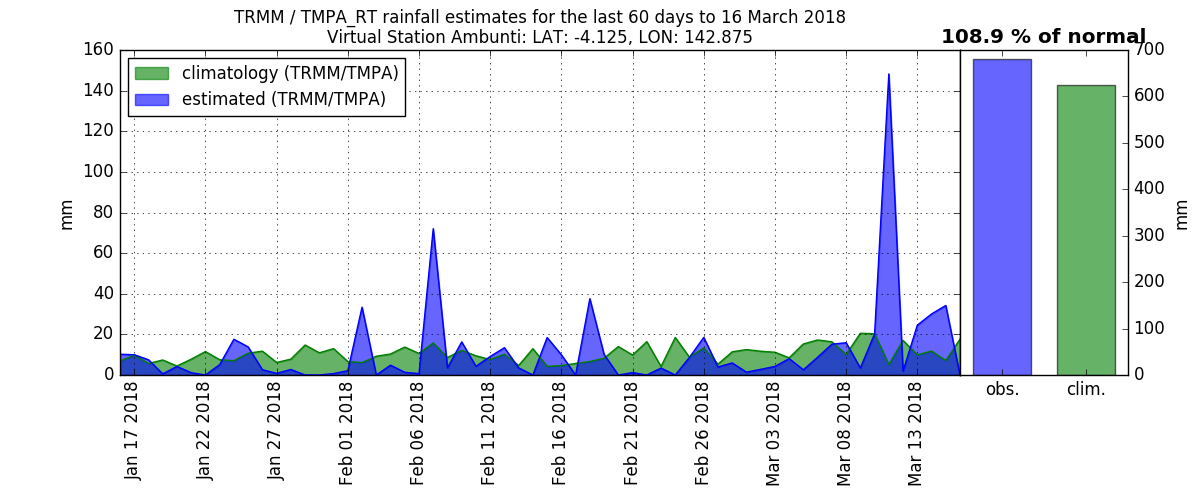 TRMM / TMPA_RT rainfall estimates for the last 60 days to 16 March 2018
Virtual Station Ambunti: LAT: -4.125, LON: 142.875
108.9 % of normal
climatology (TRMM/TMPA)
estimated (TRMM/TMPA)
160
140
120
100
80
60
40
20
0
mm
700
600
500
400
300
200
100
0
mm
obs.
clim.
Jan 17 2018
Jan 22 2018
Jan 27 2018
Feb 01 2018
Feb 06 2018
Feb 11 2018
Feb 16 2018
Feb 21 2018
Feb 26 2018
Mar 03 2018
Mar 08 2018
Mar 13 2018